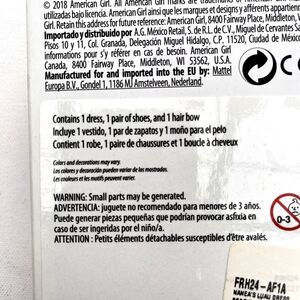 © 2018 American Girl. All American Girl marks are trademarks of
utilizadas bajo licencia. American Girl ainsi que les marques et designs y afférents appartiennent
Girl. Retain this address for future reference: American Girl, 8400 Fairway Place, Middleton, W
Importado y distribuido por A.G. México Retail, S. de R.L. de C.V., Miguel de Cervantes Sa
Pisos 10 y 11, Col. Granada, Delegación Miguel Hidalgo, C.P. 11520, Ciudad de Méxic
informations pour s'y référer en cas de besoin. American Girl
Canada, 8400 Fairway Place, Middleton, WI 53562, U.S.A.
Manufactured for and imported into the EU by: Mattel
Europa B.V., Gondel 1, 1186 MJ Amstelveen, Nederland.
CE
0-3
Contains 1 dress, 1 pair of shoes, and 1 hair bow
Incluye 1 vestido, 1 par de zapatos y 1 moño para el pelo
Contient 1 robe, 1 paire de chaussures et 1 boucle à cheveux
Colors and decorations may vary.
Los colores y decoración pueden variar de los mostrados.
Les couleurs et les motifs peuvent varier.
WARNING: Small parts may be generated.
ADVERTENCIA: juguete no recomendado para menores de 3 años.
Puede generar piezas pequeñas que podrían provocar asfixia en
caso de ser ingeridas por el niño/a.
ATTENTION : Petits éléments détachables susceptibles d'être avalés.
FRH24-AF1A
NANEA'S LUAU DRESS